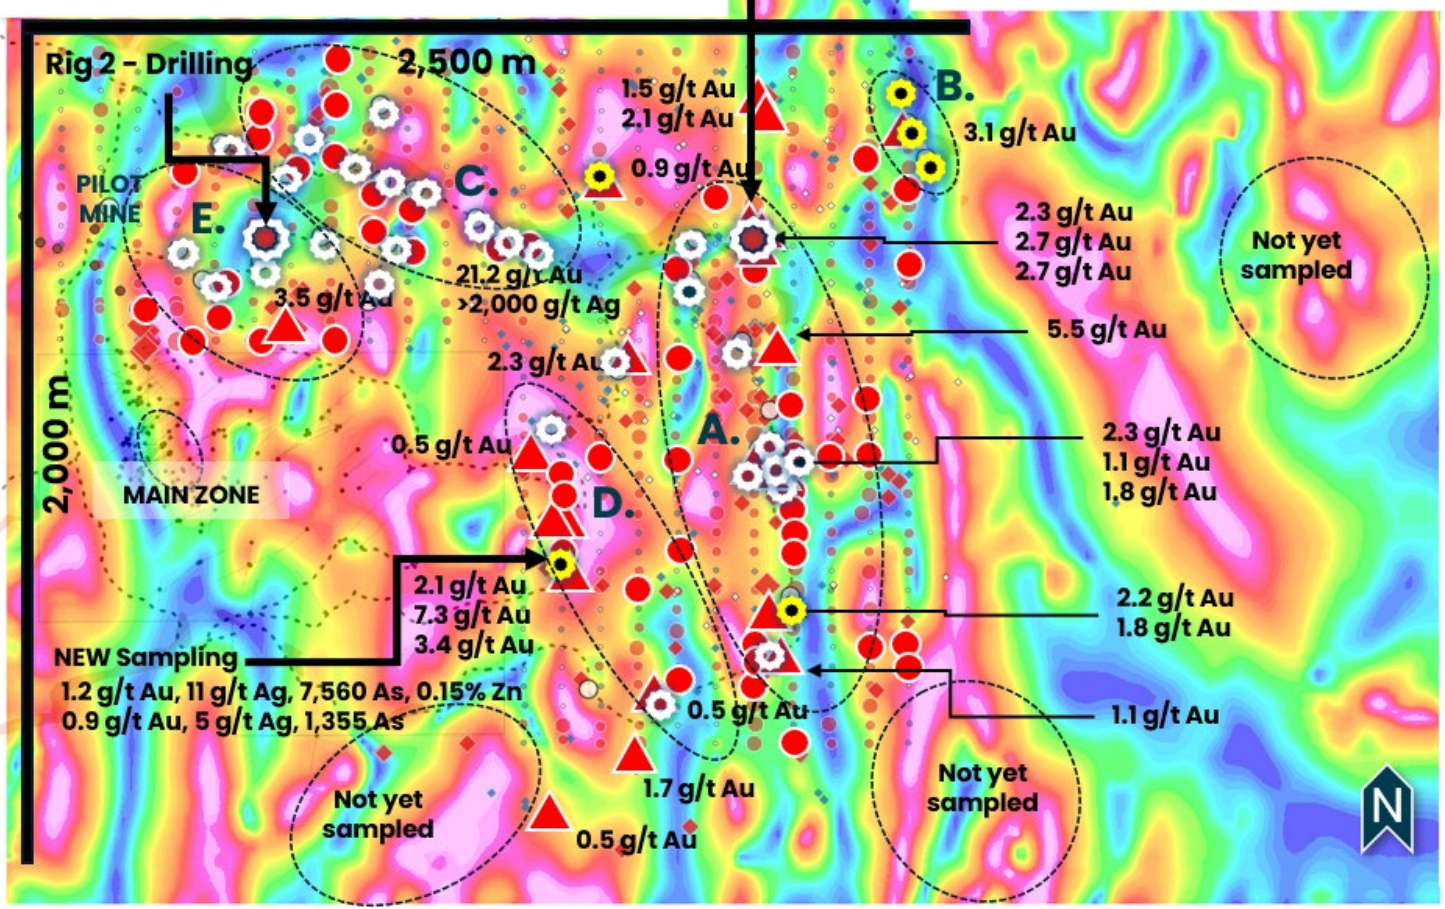 Rig 2 - Drilling
2,500 m
1.5 g/t Au
2.1 g/t Au
B.
3.1 g/t Au
0.9 g/t Au
PILOT
MINE
E.
C.
2.3 g/t Au
2.7 g/t Au
2.7 g/t Au
Not yet
sampled
21.2 g/t Au
>2,000 g/t Ag
3.5 g/t Au
5.5 g/t Au
2.3 g/t Au
2,000 m
0.5 g/t Au
A.
2.3 g/t Au
1.1 g/t Au
1.8 g/t Au
MAIN ZONE
D.
2.1 g/t Au
7.3 g/t Au
3.4 g/t Au
2.2 g/t Au
1.8 g/t Au
NEW Sampling
1.2 g/t Au, 11 g/t Ag, 7,560 As, 0.15% Zn
0.9 g/t Au, 5 g/t Ag, 1,355 As
0.5 g/t Au
1.1 g/t Au
Not yet
sampled
1.7 g/t Au
Not yet
sampled
0.5 g/t Au
N